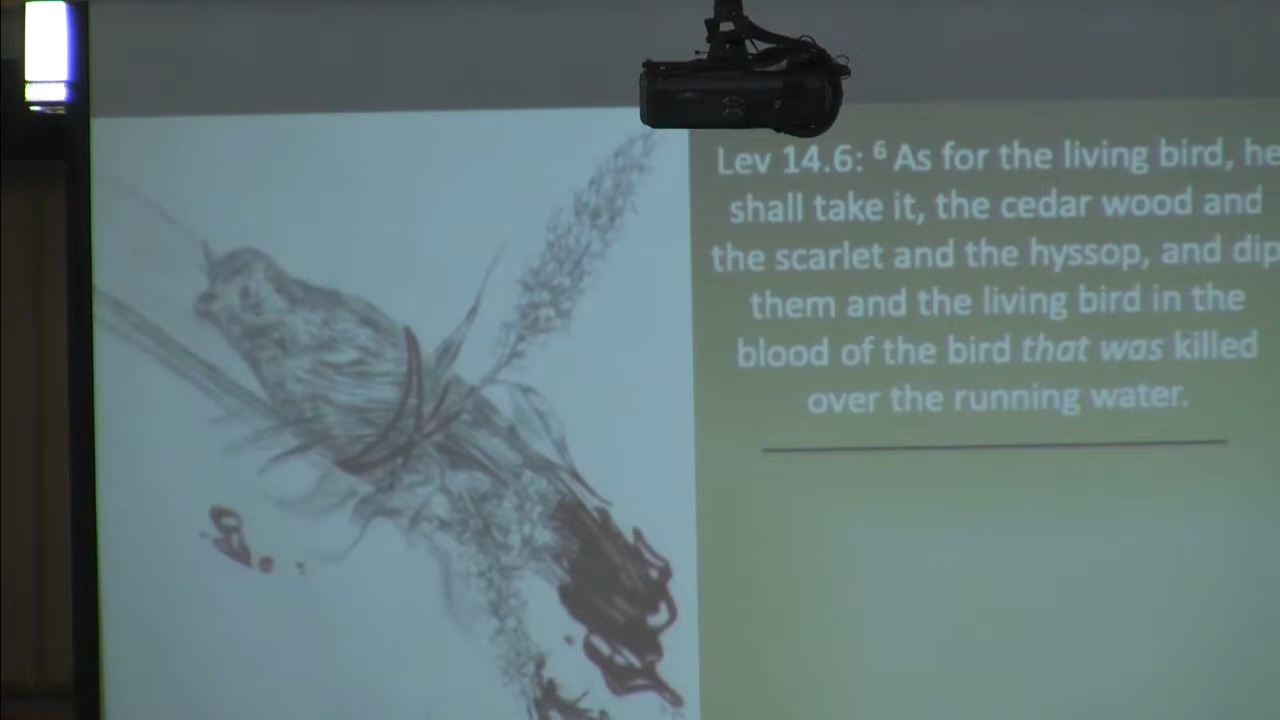 Lev 14.6: ⁶ As for the living bird, he
shall take it, the cedar wood and
the scarlet and the hyssop, and dip
them and the living bird in the
blood of the bird that was killed
over the running water.